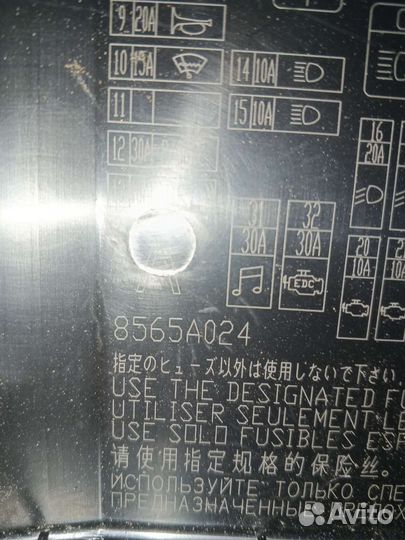 9 20A
10 15A
14 10A
11
15 10A
12 30A
16
20A
31
30A
32
30A
EDC
20
10A
10A
8565A024
指定のヒューズ以外は使用しないで下さい.
USE THE DESIGNATED
UTILISER SEULEMENT
USE SOLO FUSIBLES
请使用指定规格的保险丝.
ИСПОЛЬЗУЙТЕ ТОЛЬКО
ПРЕДНАЗНАЧЕННЫЕ
Avito